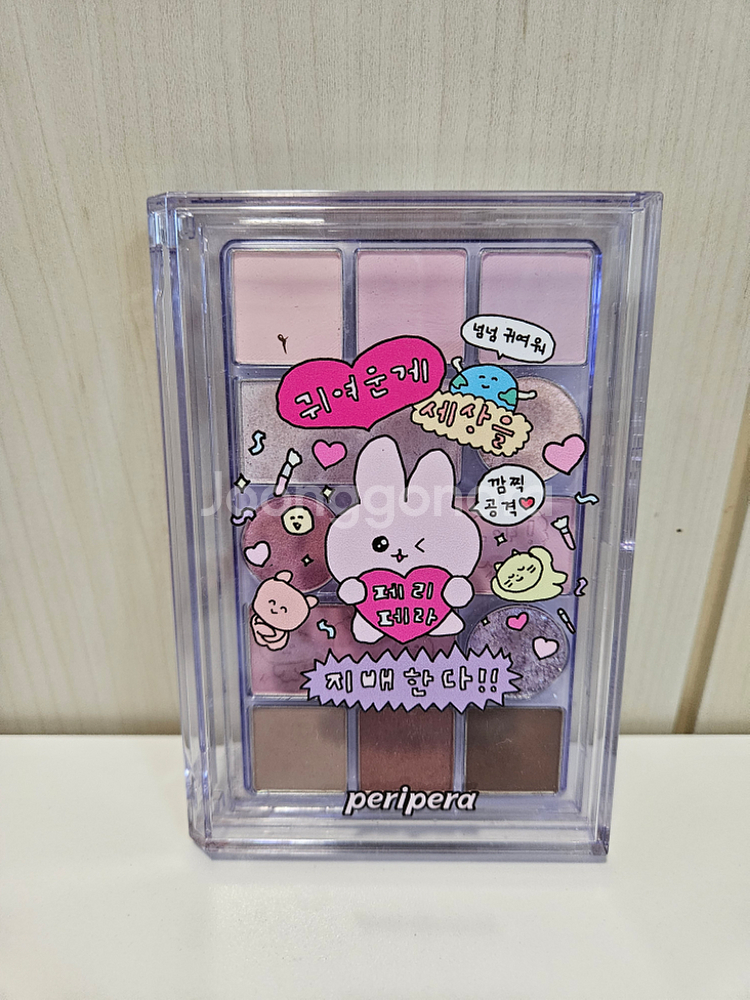 넘넘 귀여워
귀여운게
세상을
깜찍
공격
페리
페라
지배한다!!
peripera
Joonggonara